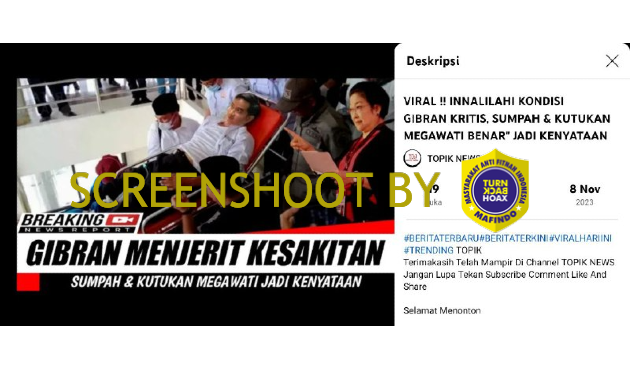 Deskripsi
VIRAL !! INNALILAHI KONDISI
GIBRAN KRITIS, SUMPAH & KUTUKAN
MEGAWATI BENAR" JADI KENYATAAN
TOPIK NEWS
SCREENSHOOT BY
MASYARAKAT ANTI FITNAH INDONESIA
TURN BACK HOAX
MAFINDO
8 Nov
2023
#BERITATERBARU#BERITATERKINI#VIRALHARIINI
#TRENDING TOPIK
Terimakasih Telah Mampir Di Channel TOPIK NEWS
Jangan Lupa Tekan Subscribe Comment Like And
Share
Selamat Menonton
BREAKING
NEWS REPORT
GIBRAN MENJERIT KESAKITAN
SUMPAH & KUTUKAN MEGAWATI JADI KENYATAAN